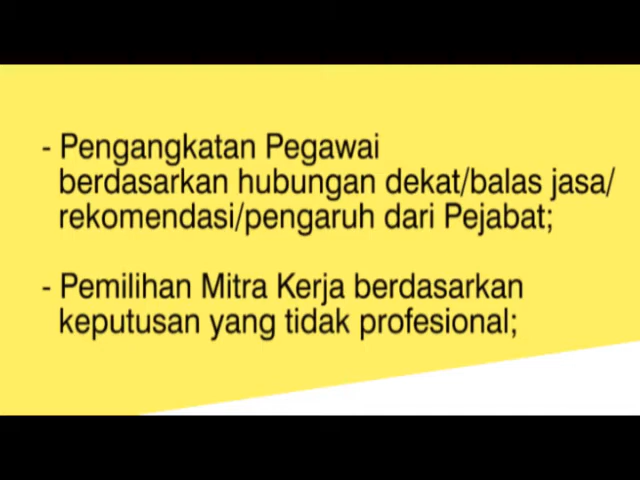 - Pengangkatan Pegawai
berdasarkan hubungan dekat/balas jasa/
rekomendasi/pengaruh dari Pejabat;
- Pemilihan Mitra Kerja berdasarkan
keputusan yang tidak profesional;